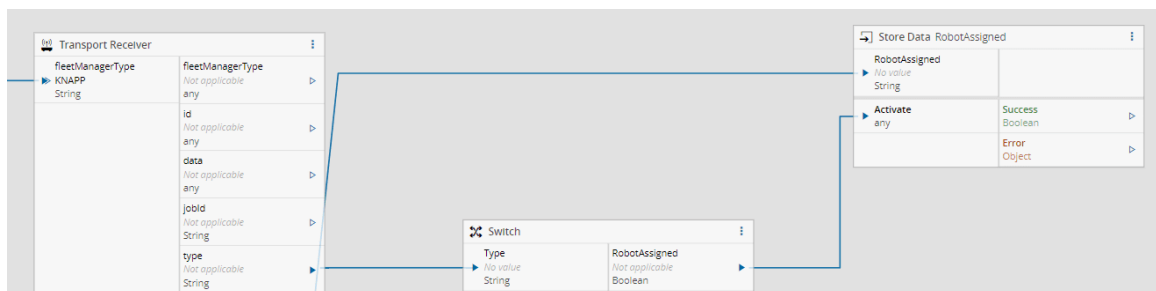 Transport Receiver
fleetManagerType
KNAPP
String
fleetManagerType
Not applicable
any
id
Not applicable
any
data
Not applicable
any
jobId
Not applicable
String
type
Not applicable
String
Switch
Type
No value
String
RobotAssigned
Not applicable
Boolean
Store Data RobotAssigned
RobotAssigned
No value
String
Activate
any
Success
Boolean
Error
Object